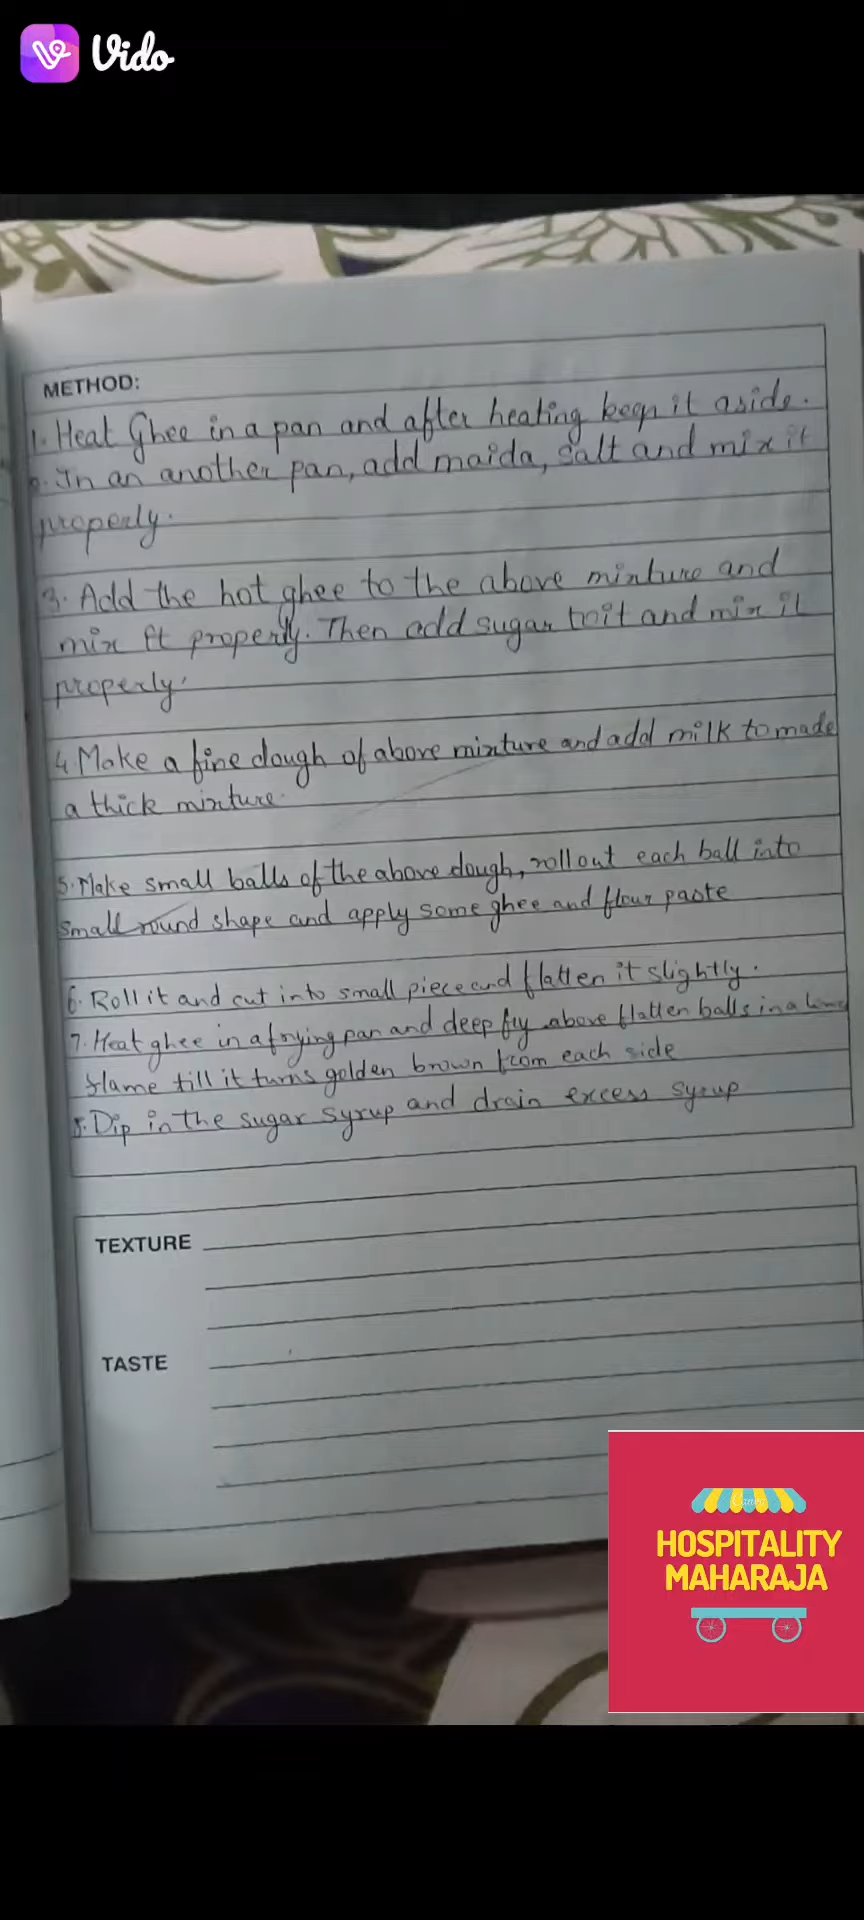 Vido
METHOD:
1. Heat Ghee in a pan and after heating keep it aside.
2. In an another pan, add maida, salt and mix it
properly.
3. Add the hot ghee to the above mixture and
mix it properly. Then add sugar to it and mix it
properly.
4. Make a fine dough of above mixture and add milk to made
a thick mixture.
5. Make small balls of the above dough, roll out each ball into
small round shape and apply some ghee and flour paste
6. Roll it and cut into small piece and flatten it slightly.
7. Heat ghee in a frying pan and deep fry above flatten balls in a low
flame till it turns golden brown from each side
8. Dip in the sugar syrup and drain excess syrup
TEXTURE
TASTE
HOSPITALITY
MAHARAJA